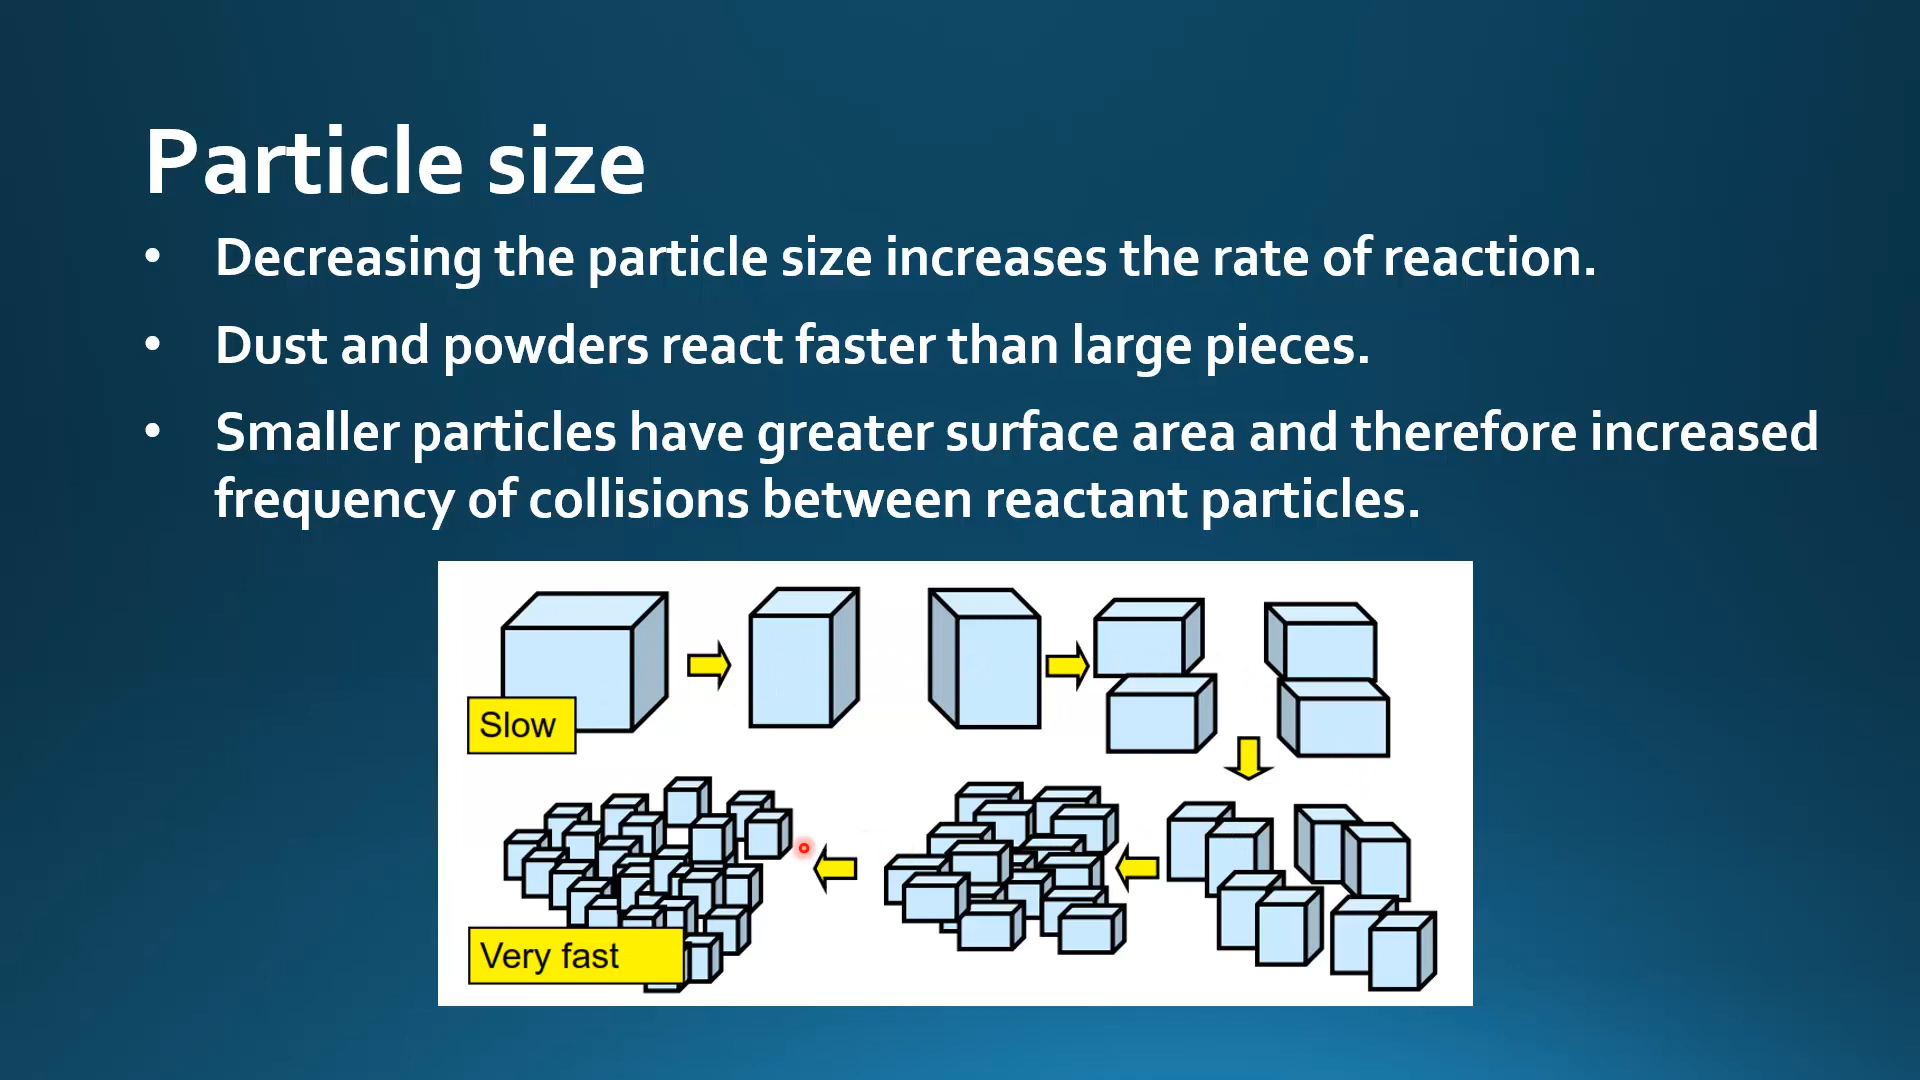 Particle size
• Decreasing the particle size increases the rate of reaction.
• Dust and powders react faster than large pieces.
• Smaller particles have greater surface area and therefore increased
frequency of collisions between reactant particles.
Slow
Very fast